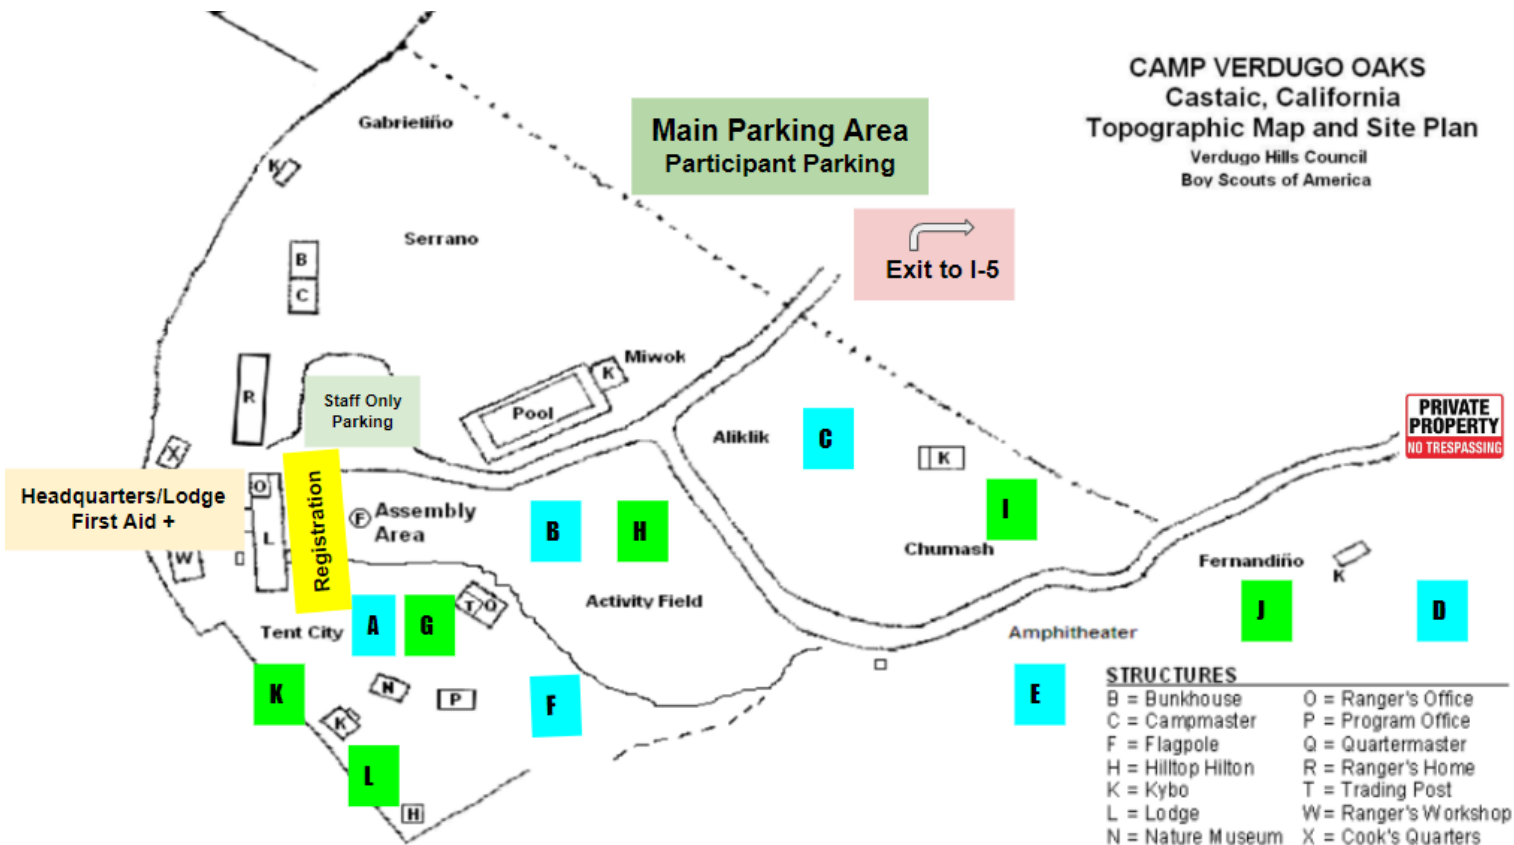 CAMP VERDUGO OAKS
Castaic, California
Topographic Map and Site Plan
Verdugo Hills Council
Boy Scouts of America
Gabrieliño
Main Parking Area
Participant Parking
K
Serrano
Exit to I-5
B
C
Miwok
K
R
Pool
Staff Only
Parking
Aliklik
C
K
PRIVATE
PROPERTY
NO TRESPASSING
X
Headquarters/Lodge
First Aid +
O
L
W
Registration
F
Assembly
Area
B
H
I
Chumash
Fernandiño
K
Activity Field
T
Q
Tent City
A
G
J
D
Amphitheater
K
N
P
F
E
K
L
H
STRUCTURES
B = Bunkhouse
C = Campmaster
F = Flagpole
H = Hilltop Hilton
K = Kybo
L = Lodge
N = Nature Museum
O = Ranger's Office
P = Program Office
Q = Quartermaster
R = Ranger's Home
T = Trading Post
W = Ranger's Workshop
X = Cook's Quarters